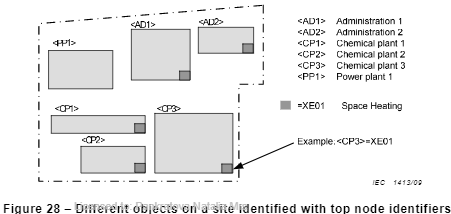 <AD2>
<AD1>
<PP1>
<CP1>
<CP3>
<CP2>
<AD1> Administration 1
<AD2> Administration 2
<CP1> Chemical plant 1
<CP2> Chemical plant 2
<CP3> Chemical plant 3
<PP1> Power plant 1
=XE01 Space Heating
Example:<CP3>=XE01
IEC 1413/09
Figure 28 – Different objects on a site identified with top node identifiers